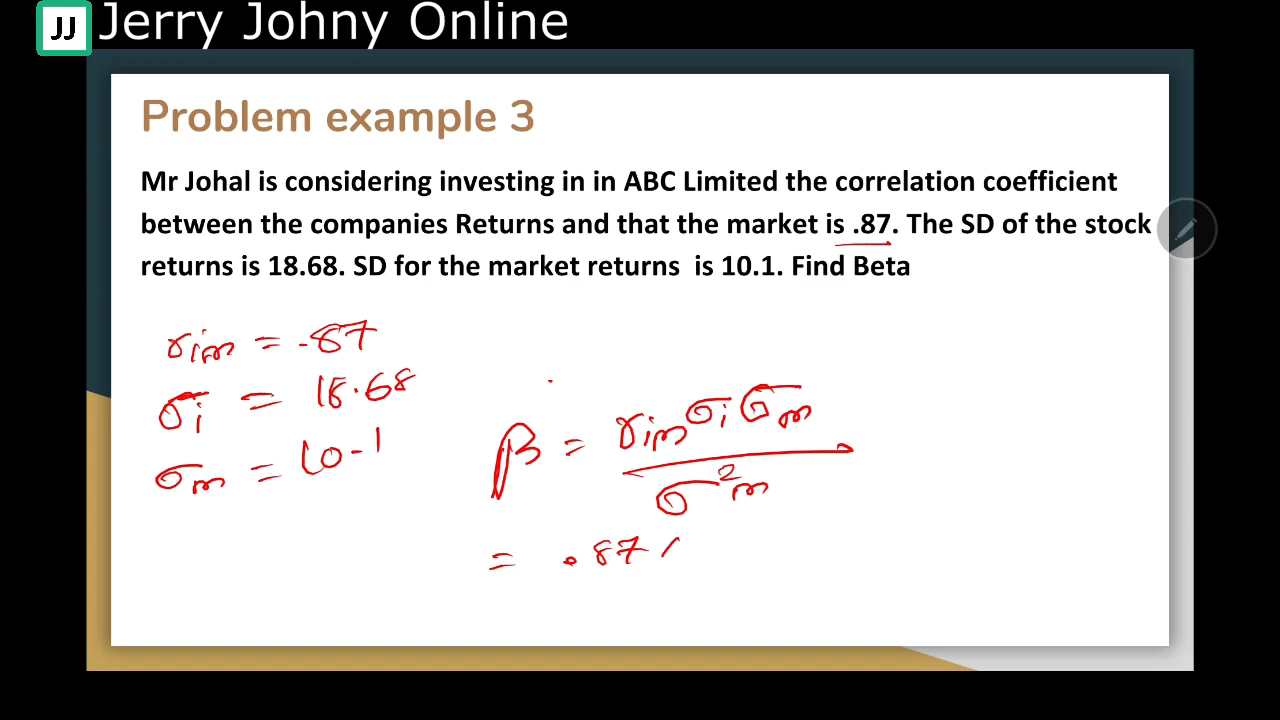 JJ Jerry Johny Online
Problem example 3
Mr Johal is considering investing in in ABC Limited the correlation coefficient
between the companies Returns and that the market is .87. The SD of the stock
returns is 18.68. SD for the market returns is 10.1. Find Beta
rim = .87
σi = 18.68
σm = 10.1
β = rim σi σm
σ²m
= .87